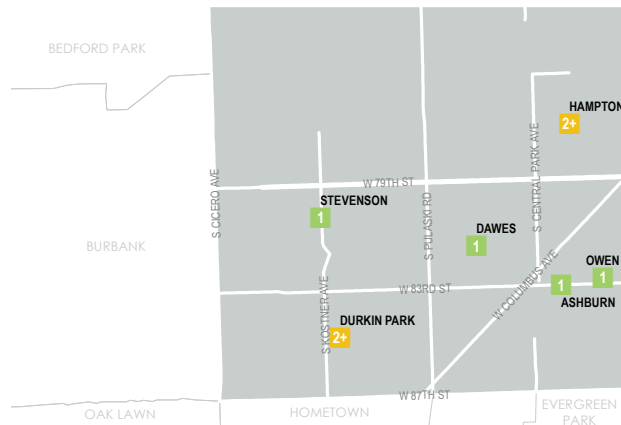 BEDFORD PARK
HAMPTON
2+
S CENTRAL PARK AVE
S CICERO AVE
W 79TH ST
STEVENSON
1
S PULASKI RD
DAWES
1
BURBANK
OWEN
1
W COLUMBUS AVE
1
ASHBURN
W 83RD ST
S KOSTNER AVE
DURKIN PARK
2+
W 87TH ST
OAK LAWN
HOMETOWN
EVERGREEN
PARK